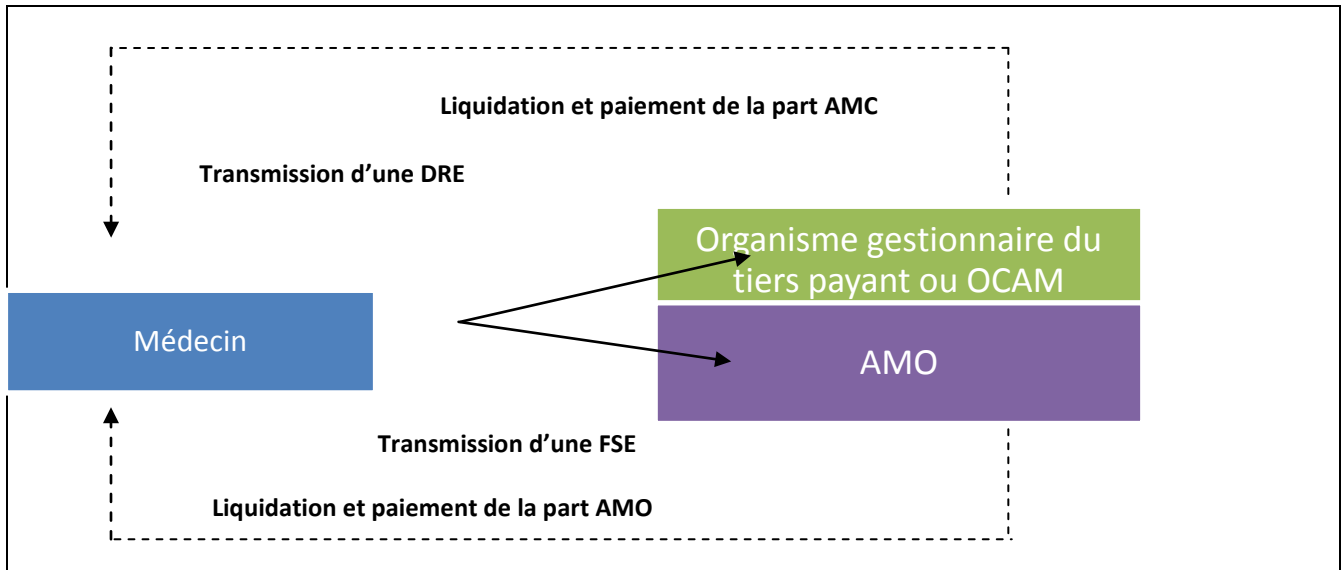 Liquidation et paiement de la part AMC
Transmission d’une DRE
Organisme gestionnaire du
tiers payant ou OCAM
Médecin
AMO
Transmission d’une FSE
Liquidation et paiement de la part AMO